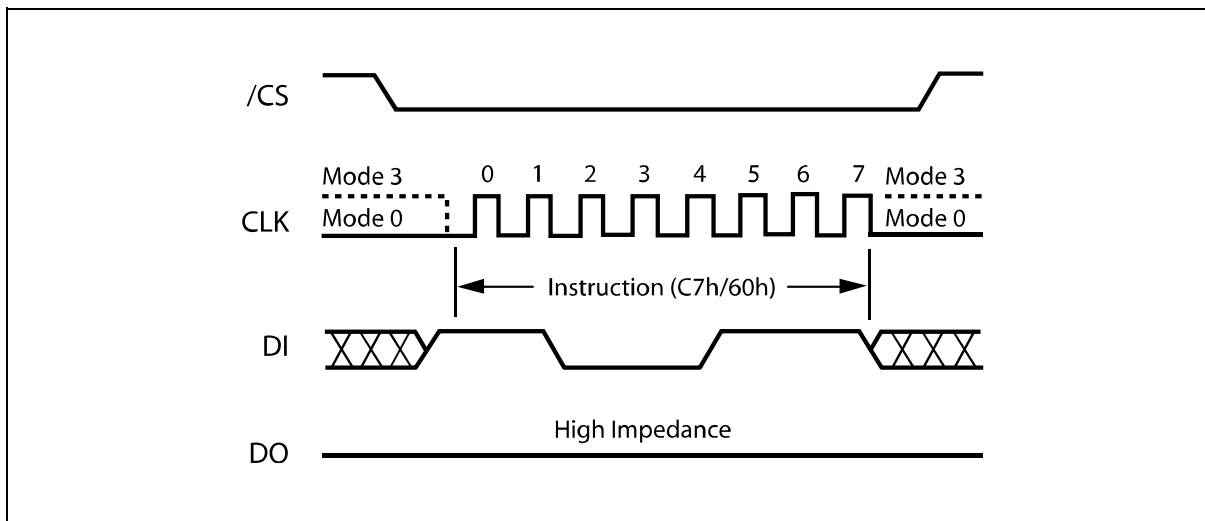 /CS
Mode 3 0 1 2 3 4 5 6 7 Mode 3
CLK Mode 0 Mode 0
Instruction (C7h/60h)
DI
High Impedance
DO